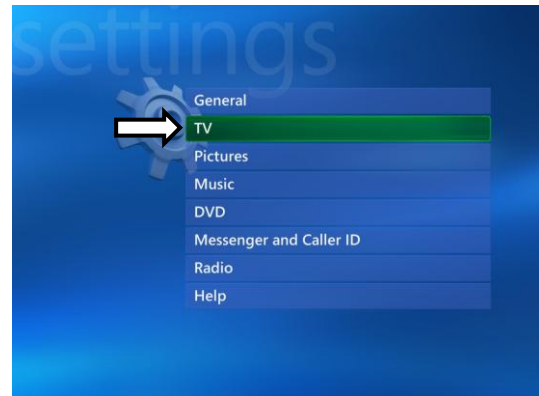 settings
General
TV
Pictures
Music
DVD
Messenger and Caller ID
Radio
Help